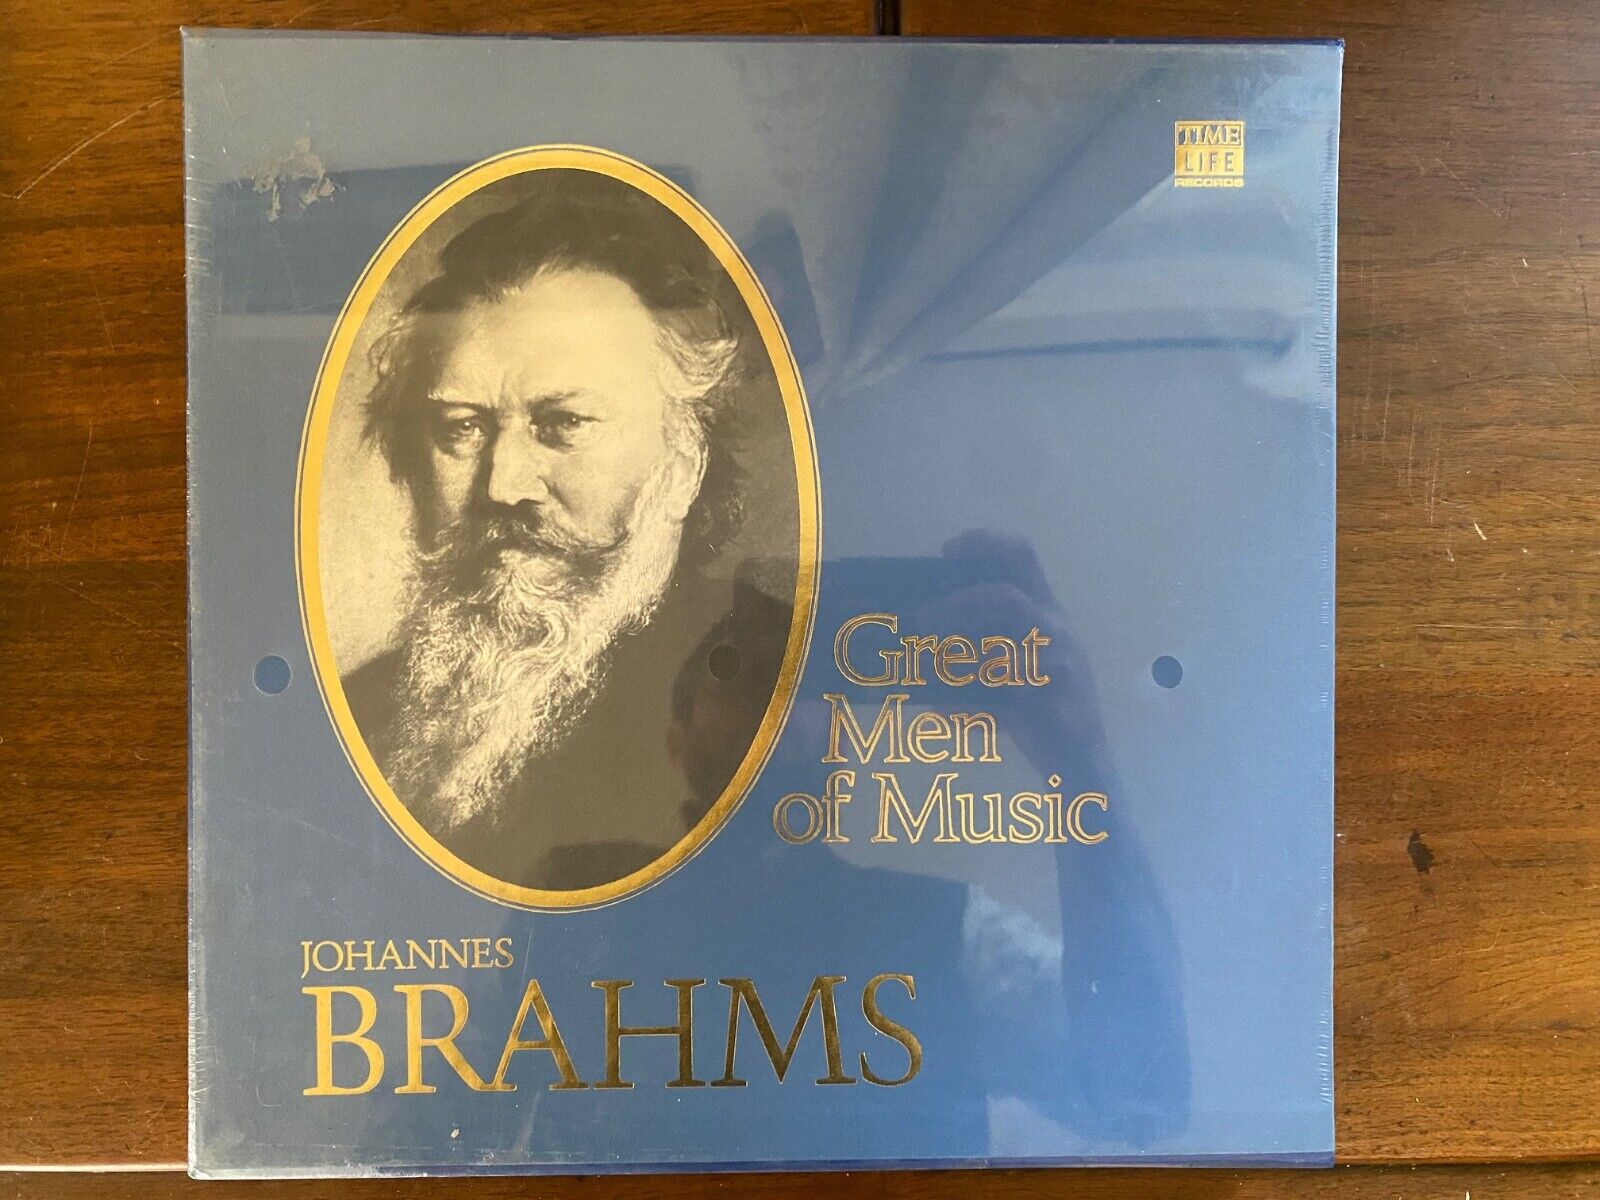 TIME
LIFE
RECORDS
Great
Men
of Music
JOHANNES
BRAHMS